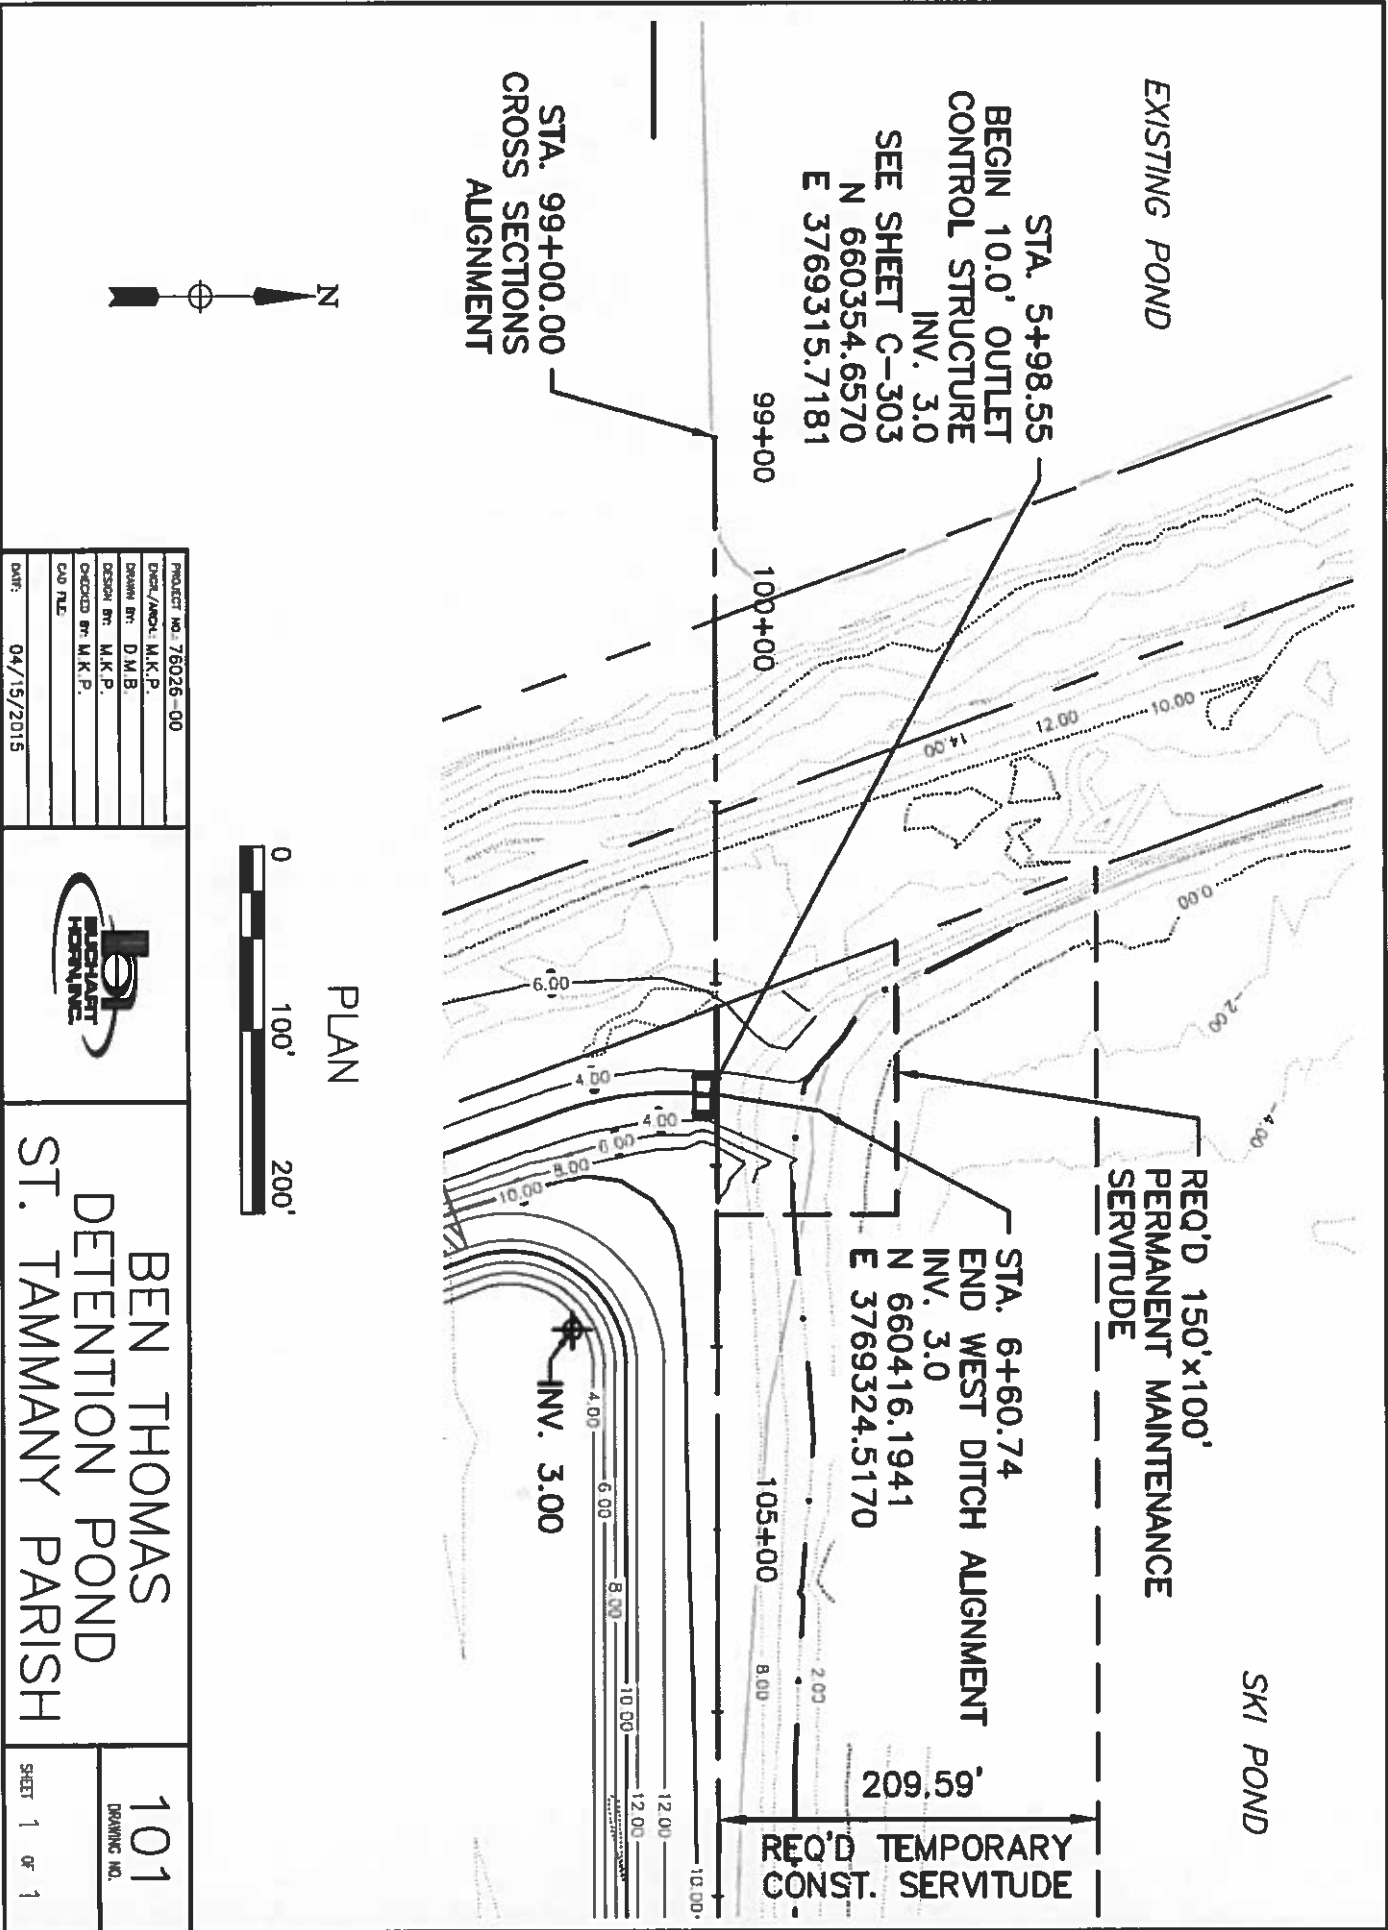 EXISTING POND
SKI POND
STA. 5+98.55
BEGIN 10.0' OUTLET
CONTROL STRUCTURE
INV. 3.0
SEE SHEET C-303
N 660354.6570
E 3769315.7181
REQ'D 150'x100'
PERMANENT MAINTENANCE
SERVITUDE
STA. 6+60.74
END WEST DITCH ALIGNMENT
INV. 3.0
N 660416.1941
E 3769324.5170
209.59'
REQ'D TEMPORARY
CONST. SERVITUDE
99+00
100+00
105+00
STA. 99+00.00
CROSS SECTIONS
ALIGNMENT
10.00
12.00
14.00
0.00
-2.00
-4.00
6.00
4.00
4.00
6.00
8.00
10.00
2.00
8.00
4.00
6.00
8.00
10.00
12.00
12.00
10.00
INV. 3.00
N
PLAN
0
100'
200'
PROJECT NO.: 76026-00
ENGR./ARCH.: M.K.P.
DRAWN BY: D.M.B.
DESIGN BY: M.K.P.
CHECKED BY: M.K.P.
CAD FILE:
DATE: 04/15/2015
BUCHART
HORN, INC.
BEN THOMAS
DETENTION POND
ST. TAMMANY PARISH
101
DRAWING NO.
SHEET 1 OF 1